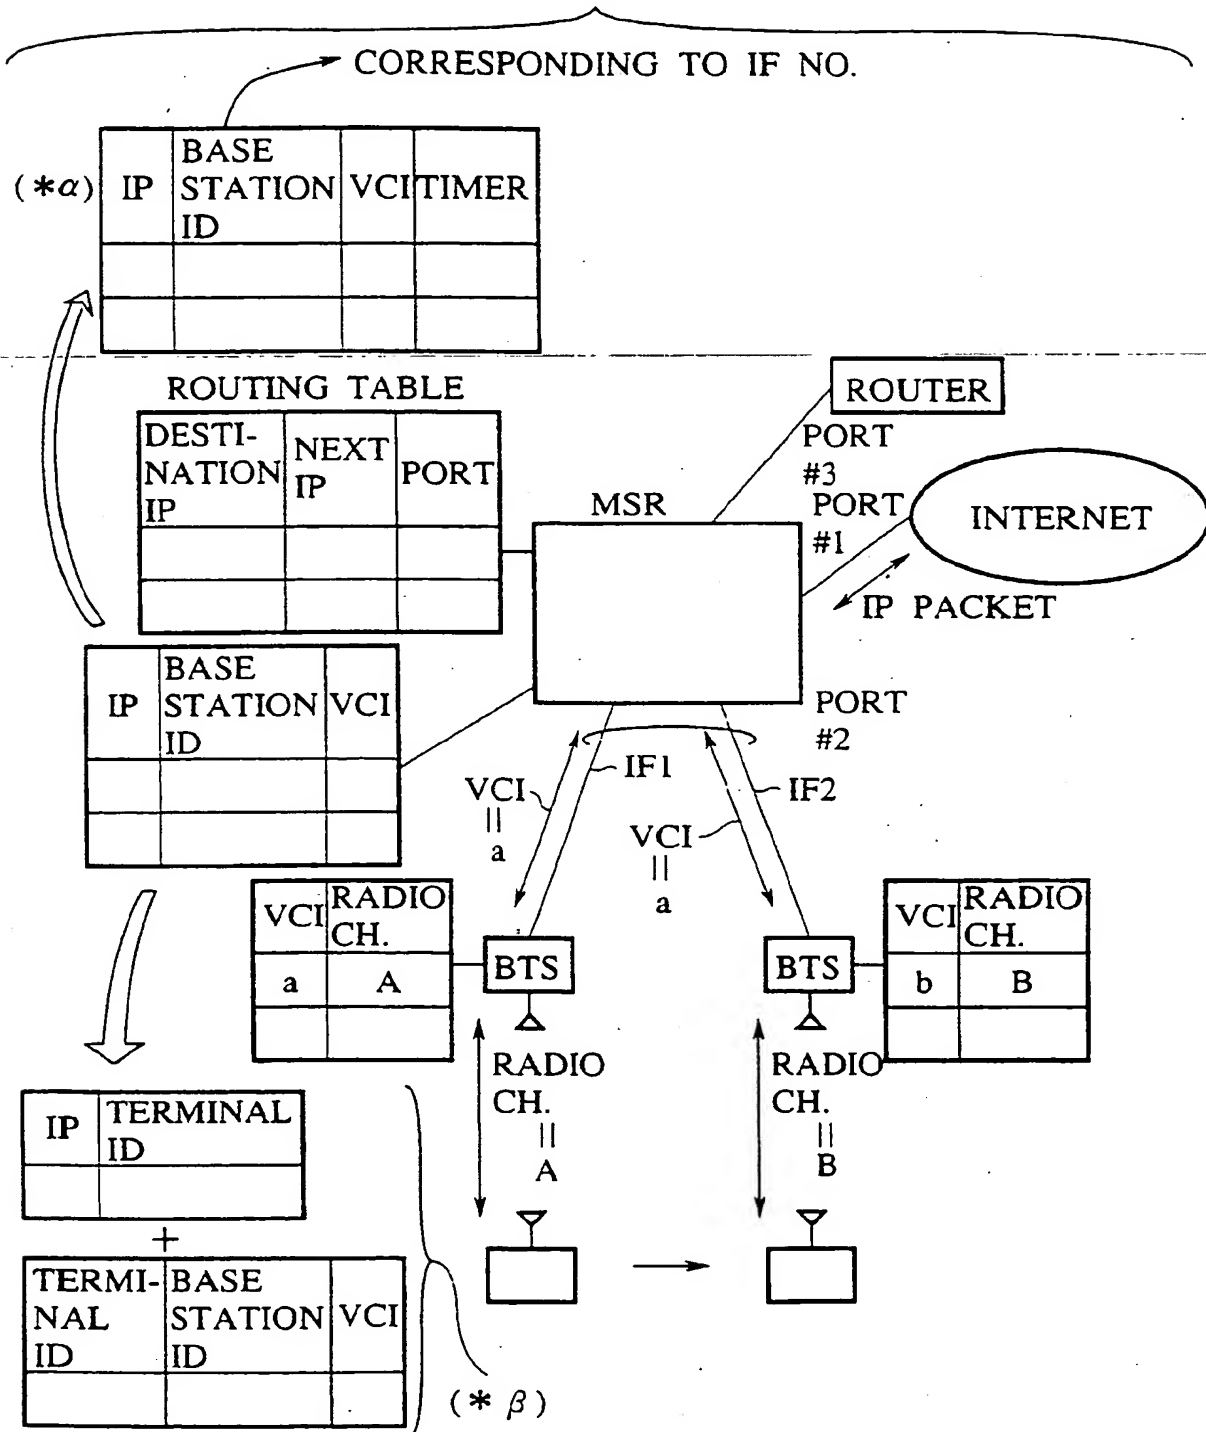 CORRESPONDING TO IF NO.
(*α)
IP
BASE
STATION
ID
VCI
TIMER
ROUTING TABLE
DESTI-
NATION
IP
NEXT
IP
PORT
ROUTER
PORT
#3
MSR
PORT
#1
INTERNET
IP PACKET
IP
BASE
STATION
ID
VCI
PORT
#2
IF1
IF2
VCI
=
a
VCI
=
a
VCI
RADIO
CH.
a
A
BTS
BTS
VCI
RADIO
CH.
b
B
RADIO
CH.
=
A
RADIO
CH.
=
B
IP
TERMINAL
ID
+
TERMI-
NAL
ID
BASE
STATION
ID
VCI
(* β)